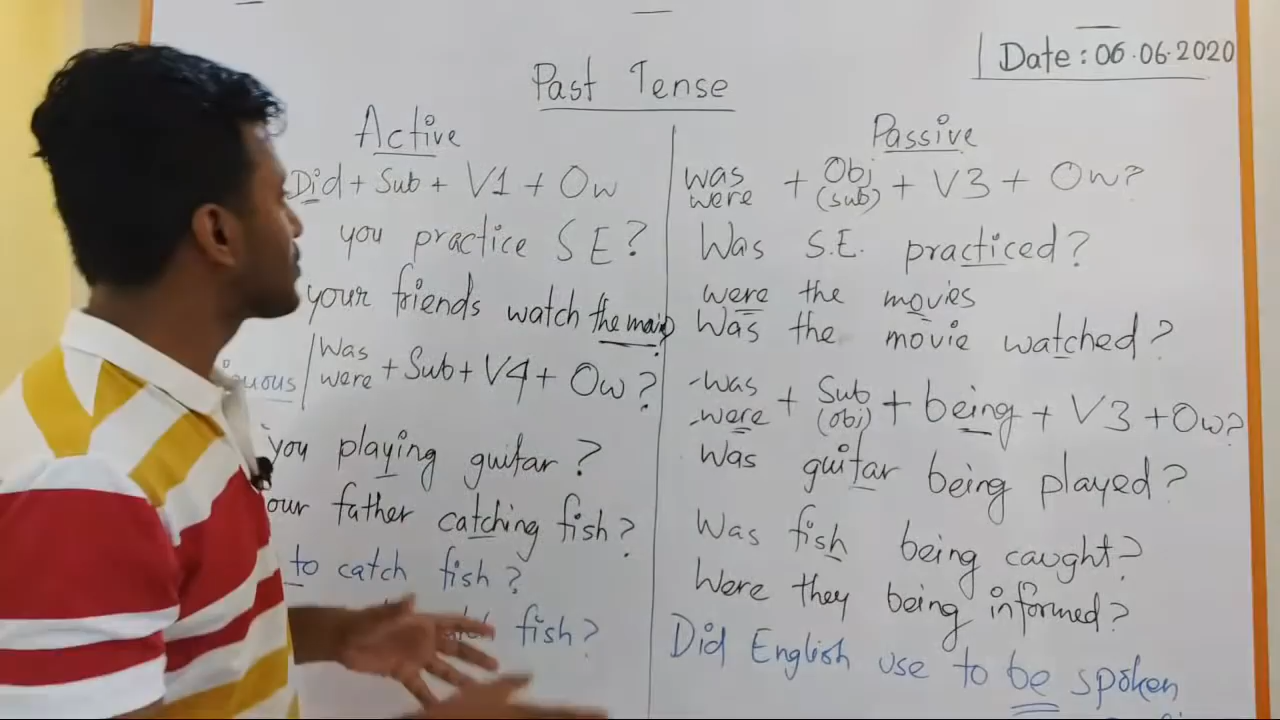 Date : 06.06.2020
Past Tense
Active
Did + Sub + V1 + Ow
you practice S E?
your friends watch the
Was
were + Sub + V4 + Ow?
you playing guitar?
our father catching fish?
to catch fish?
fish?
Passive
was
were + Obj (sub) + V3 + Ow?
Was S.E. practiced?
were the movies
Was the movie watched?
-was
-were + Sub (obj) + being + V3 + Ow?
Was guitar being played?
Was fish being caught?
Were they being informed?
Did English use to be spoken